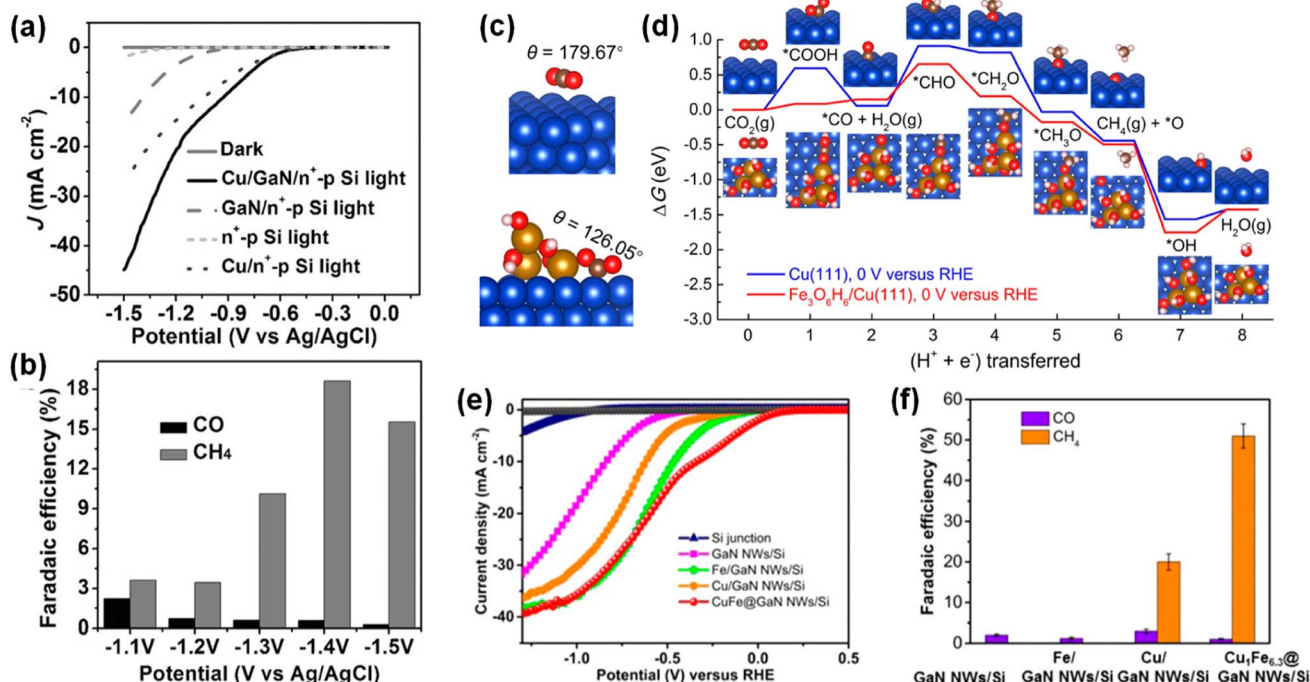 (a)
0
-10
-20
-30
-40
-50
J (mA cm⁻²)
Dark
Cu/GaN/n⁺-p Si light
GaN/n⁺-p Si light
n⁺-p Si light
Cu/n⁺-p Si light
-1.5 -1.2 -0.9 -0.6 -0.3 0.0
Potential (V vs Ag/AgCl)
(b)
18
15
12
9
6
3
0
Faradaic efficiency (%)
CO
CH₄
-1.1V -1.2V -1.3V -1.4V -1.5V
Potential (V vs Ag/AgCl)
(c)
θ = 179.67°
θ = 126.05°
(d)
1.0
0.5
0.0
-0.5
-1.0
-1.5
-2.0
-2.5
-3.0
ΔG (eV)
*COOH
*CHO
*CH₂O
CO₂(g)
*CO + H₂O(g)
*CH₃O
CH₄(g) + *O
*OH
H₂O(g)
Cu(111), 0 V versus RHE
Fe₃O₆H₆/Cu(111), 0 V versus RHE
0 1 2 3 4 5 6 7 8
(H⁺ + e⁻) transferred
(e)
0
-10
-20
-30
-40
Current density (mA cm⁻²)
Si junction
GaN NWs/Si
Fe/GaN NWs/Si
Cu/GaN NWs/Si
CuFe@GaN NWs/Si
-1.0 -0.5 0.0 0.5
Potential (V) versus RHE
(f)
60
50
40
30
20
10
0
Faradaic efficiency (%)
CO
CH₄
GaN NWs/Si
Fe/
GaN NWs/Si
Cu/
GaN NWs/Si
Cu₁Fe₆.₃@
GaN NWs/Si